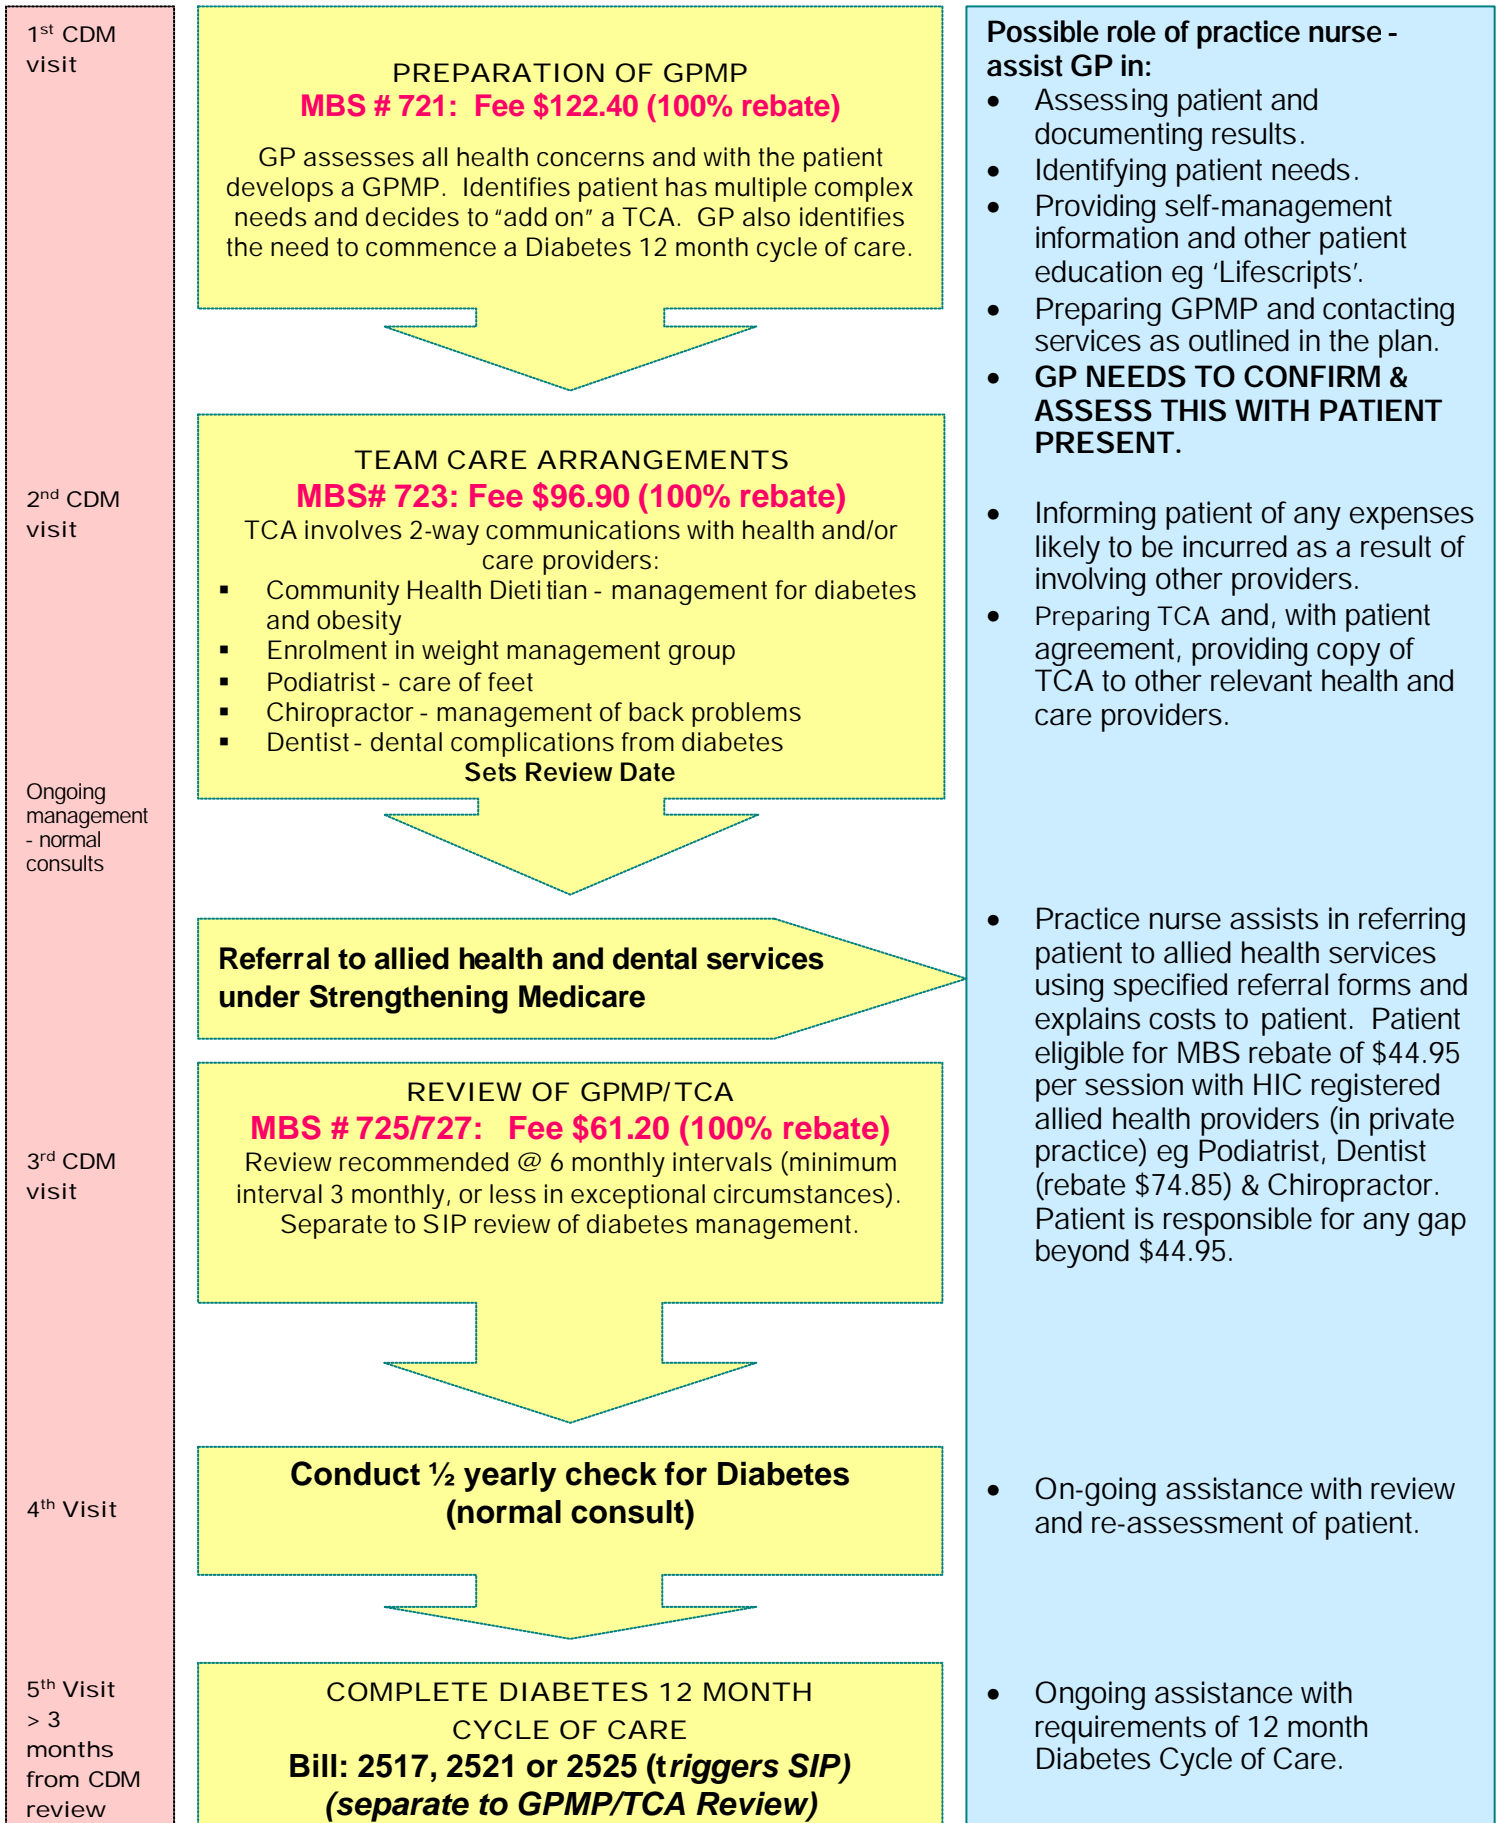 1st CDM
visit
PREPARATION OF GPMP
MBS # 721:  Fee $122.40 (100% rebate)
GP assesses all health concerns and with the patient
develops a GPMP.  Identifies patient has multiple complex
needs and decides to "add on" a TCA.  GP also identifies
the need to commence a Diabetes 12 month cycle of care.
Possible role of practice nurse -
assist GP in:
• Assessing patient and
documenting results.
• Identifying patient needs.
• Providing self-management
information and other patient
education eg 'Lifescripts'.
• Preparing GPMP and contacting
services as outlined in the plan.
• GP NEEDS TO CONFIRM &
ASSESS THIS WITH PATIENT
PRESENT.
2nd CDM
visit
TEAM CARE ARRANGEMENTS
MBS# 723: Fee $96.90 (100% rebate)
TCA involves 2-way communications with health and/or
care providers:
▪ Community Health Dietitian - management for diabetes
and obesity
▪ Enrolment in weight management group
▪ Podiatrist - care of feet
▪ Chiropractor - management of back problems
▪ Dentist - dental complications from diabetes
Sets Review Date
• Informing patient of any expenses
likely to be incurred as a result of
involving other providers.
• Preparing TCA and, with patient
agreement, providing copy of
TCA to other relevant health and
care providers.
Ongoing
management
- normal
consults
Referral to allied health and dental services
under Strengthening Medicare
• Practice nurse assists in referring
patient to allied health services
using specified referral forms and
explains costs to patient.  Patient
eligible for MBS rebate of $44.95
per session with HIC registered
allied health providers (in private
practice) eg Podiatrist, Dentist
(rebate $74.85) & Chiropractor.
Patient is responsible for any gap
beyond $44.95.
3rd CDM
visit
REVIEW OF GPMP/TCA
MBS # 725/727:   Fee $61.20 (100% rebate)
Review recommended @ 6 monthly intervals (minimum
interval 3 monthly, or less in exceptional circumstances).
Separate to SIP review of diabetes management.
4th Visit
Conduct ½ yearly check for Diabetes
(normal consult)
• On-going assistance with review
and re-assessment of patient.
5th Visit
> 3
months
from CDM
review
COMPLETE DIABETES 12 MONTH
CYCLE OF CARE
Bill: 2517, 2521 or 2525 (triggers SIP)
(separate to GPMP/TCA Review)
• Ongoing assistance with
requirements of 12 month
Diabetes Cycle of Care.